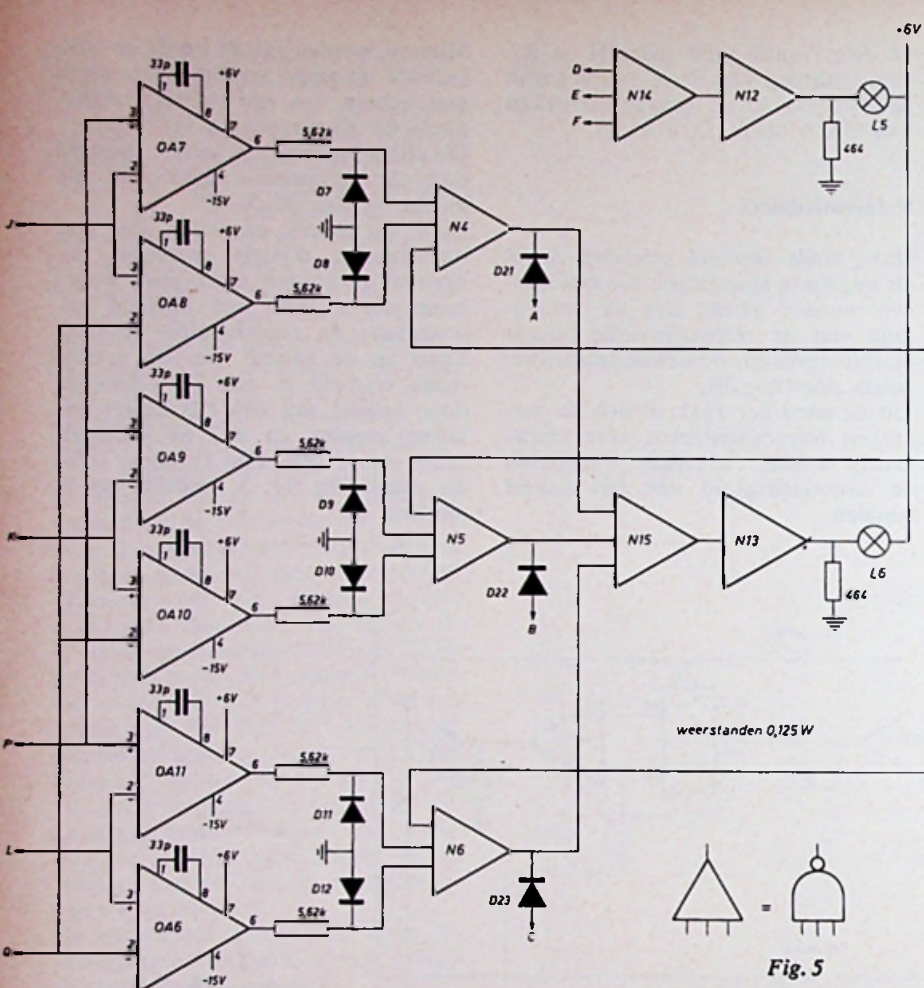 +6V
33p
+6V
1
8
3
+
OA7
7
6
5,62k
2
-
4
-15V
D7
D
E
F
N14
N12
L5
464
J
33p
+6V
1
8
3
+
OA8
7
6
5,62k
2
-
4
-15V
D8
N4
D21
A
33p
+6V
1
8
3
+
OA9
7
6
5,62k
2
-
4
-15V
D9
K
33p
+6V
1
8
3
+
OA10
7
6
5,62k
2
-
4
-15V
D10
N5
D22
B
N15
N13
L6
464
P
33p
+6V
1
8
3
+
OA11
7
6
5,62k
2
-
4
-15V
D11
weerstanden 0,125 W
L
33p
+6V
1
8
3
+
OA6
7
6
5,62k
2
-
4
-15V
D12
N6
D23
C
Q
=
Fig. 5